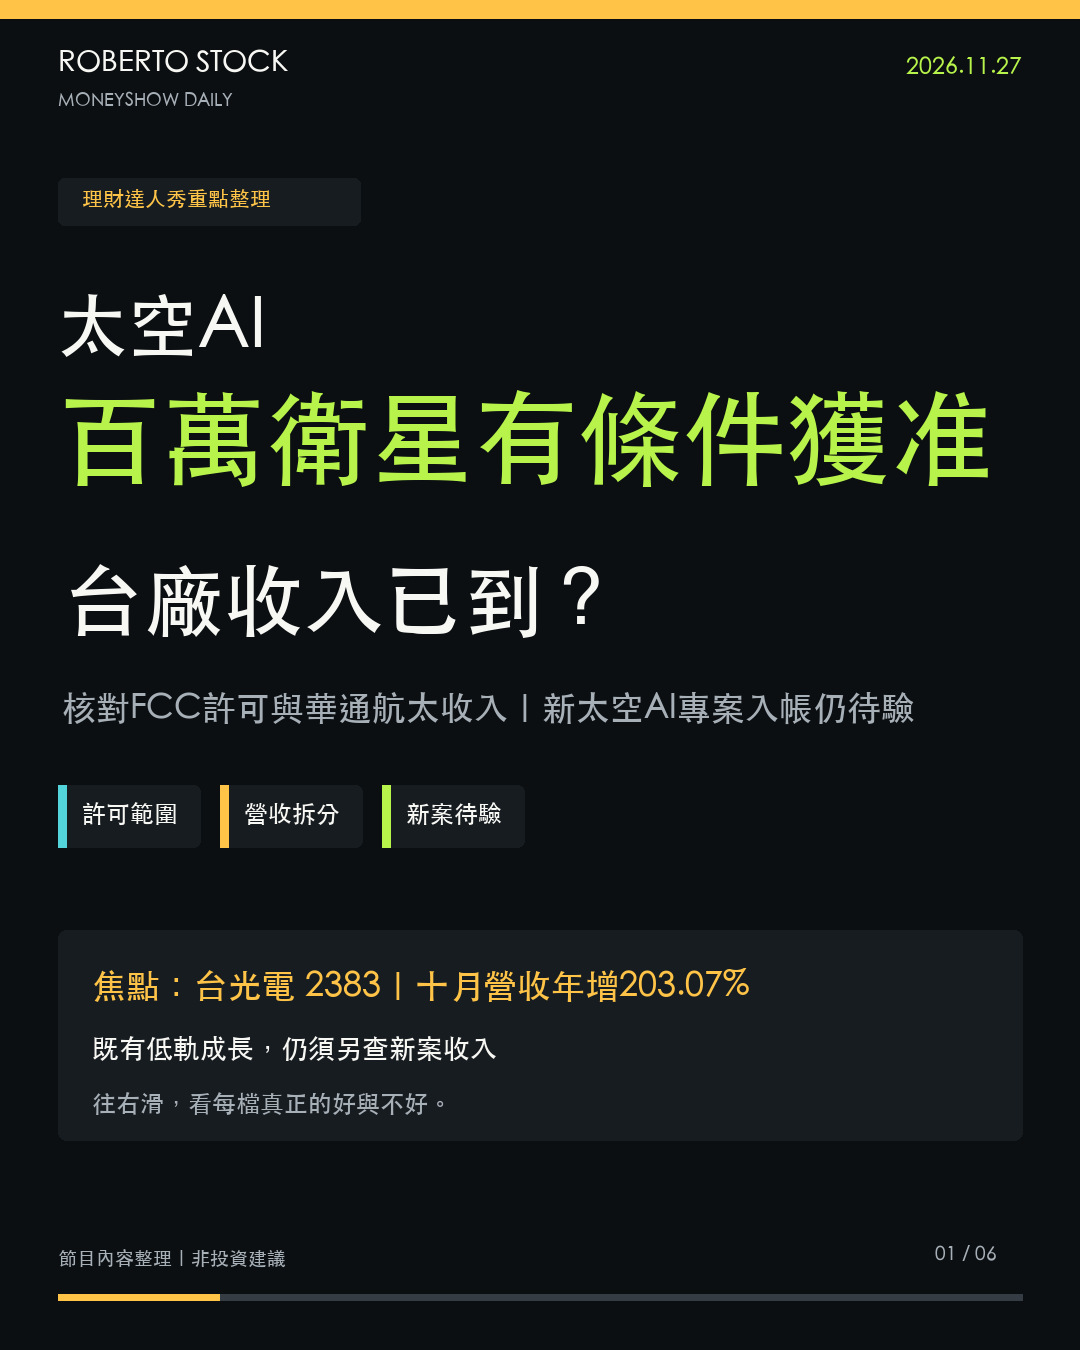 ROBERTO STOCK
2026.11.27
MONEYSHOW DAILY
理財達人秀重點整理
太空AI
百萬衛星有條件獲准
台廠收入已到？
核對FCC許可與華通航太收入｜新太空AI專案入帳仍待驗
許可範圍
營收拆分
新案待驗
焦點：台光電 2383｜十月營收年增203.07%
既有低軌成長，仍須另查新案收入
往右滑，看每檔真正的好與不好。
節目內容整理｜非投資建議
01 / 06